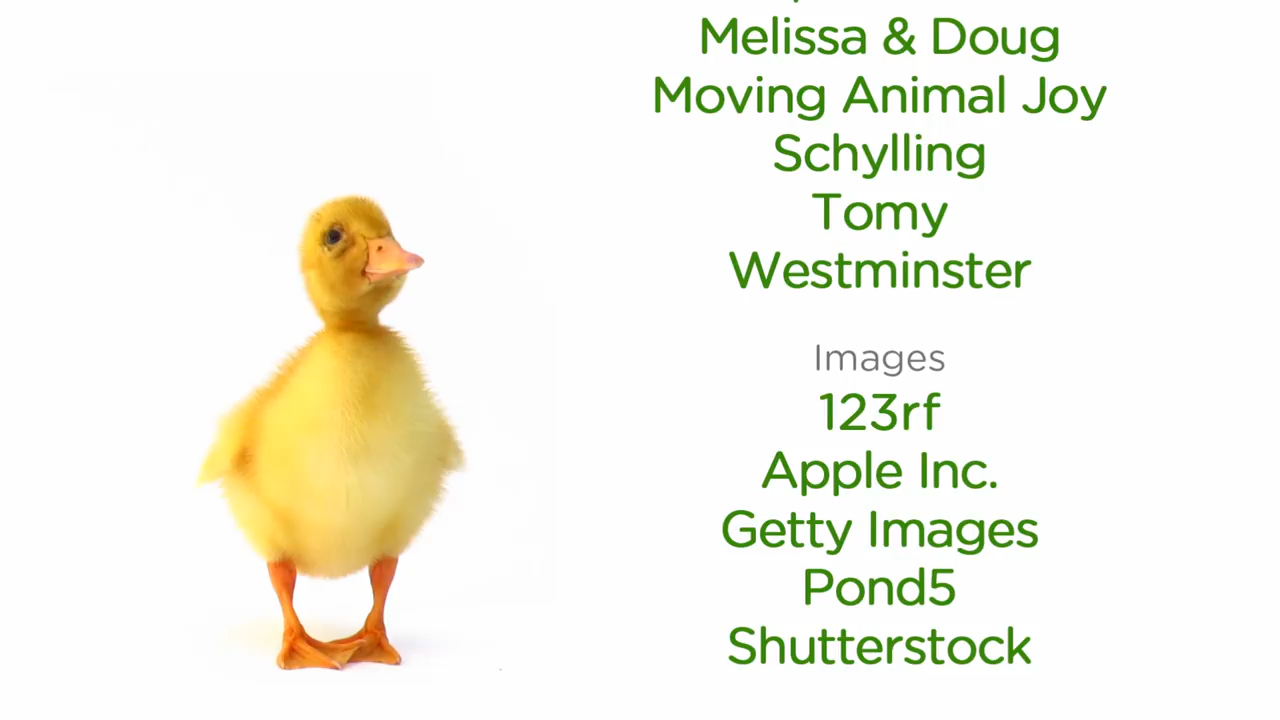 Melissa & Doug
Moving Animal Joy
Schylling
Tomy
Westminster
Images
123rf
Apple Inc.
Getty Images
Pond5
Shutterstock